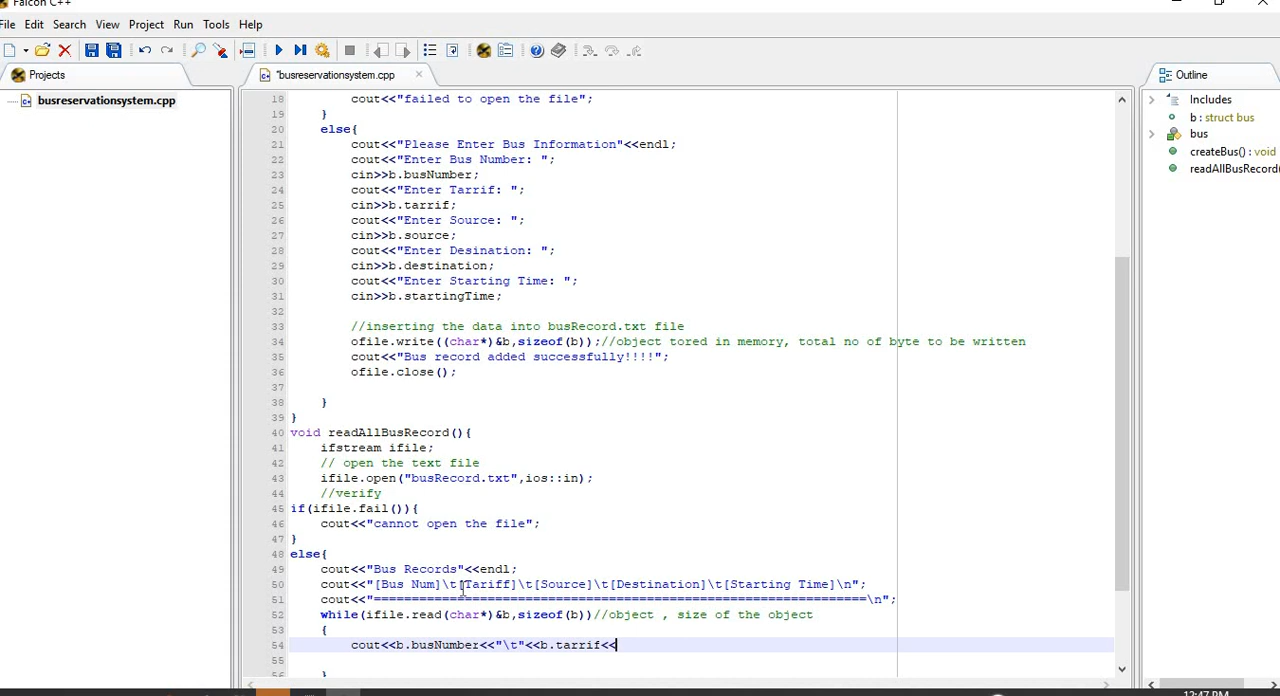 Falcon C++
File Edit Search View Project Run Tools Help
Projects
*busreservationsystem.cpp
Outline
busreservationsystem.cpp
Includes
b : struct bus
bus
createBus() : void
readAllBusRecord(
18 cout<<"failed to open the file";
19 }
20 else{
21 cout<<"Please Enter Bus Information"<<endl;
22 cout<<"Enter Bus Number: ";
23 cin>>b.busNumber;
24 cout<<"Enter Tarrif: ";
25 cin>>b.tarrif;
26 cout<<"Enter Source: ";
27 cin>>b.source;
28 cout<<"Enter Desination: ";
29 cin>>b.destination;
30 cout<<"Enter Starting Time: ";
31 cin>>b.startingTime;
32
33 //inserting the data into busRecord.txt file
34 ofile.write((char*)&b,sizeof(b));//object tored in memory, total no of byte to be written
35 cout<<"Bus record added successfully!!!!";
36 ofile.close();
37
38 }
39 }
40 void readAllBusRecord(){
41 ifstream ifile;
42 // open the text file
43 ifile.open("busRecord.txt",ios::in);
44 //verify
45 if(ifile.fail()){
46 cout<<"cannot open the file";
47 }
48 else{
49 cout<<"Bus Records"<<endl;
50 cout<<"[Bus Num]\t[Tariff]\t[Source]\t[Destination]\t[Starting Time]\n";
51 cout<<"=================================================================\n";
52 while(ifile.read(char*)&b,sizeof(b))//object , size of the object
53 {
54 cout<<b.busNumber<<"\t"<<b.tarrif<<
55
56 }
12:47 PM